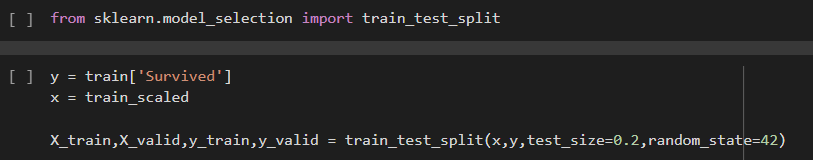 [ ] from sklearn.model_selection import train_test_split
[ ] y = train['Survived']
x = train_scaled
X_train,X_valid,y_train,y_valid = train_test_split(x,y,test_size=0.2,random_state=42)